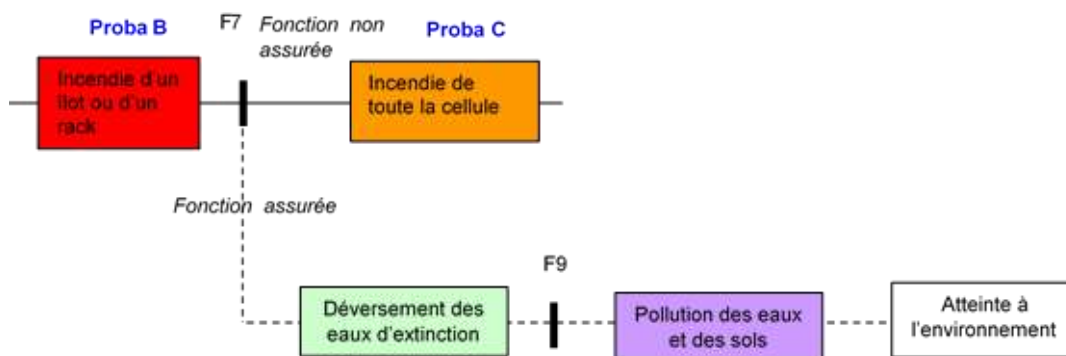 Proba B
F7
Fonction non
assurée
Proba C
Incendie d'un
îlot ou d'un
rack
Incendie de
toute la cellule
Fonction assurée
F9
Déversement des
eaux d'extinction
Pollution des eaux
et des sols
Atteinte à
l'environnement